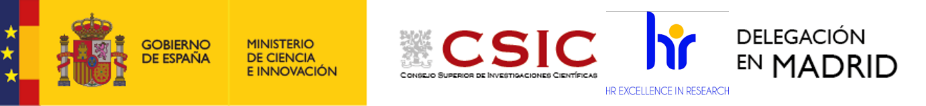 GOBIERNO
DE ESPAÑA
MINISTERIO
DE CIENCIA
E INNOVACIÓN
CSIC
CONSEJO SUPERIOR DE INVESTIGACIONES CIENTÍFICAS
hr
HR EXCELLENCE IN RESEARCH
DELEGACIÓN
EN MADRID